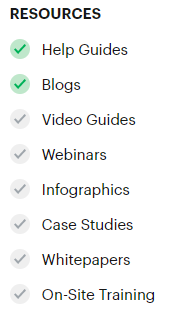 RESOURCES
Help Guides
Blogs
Video Guides
Webinars
Infographics
Case Studies
Whitepapers
On-Site Training